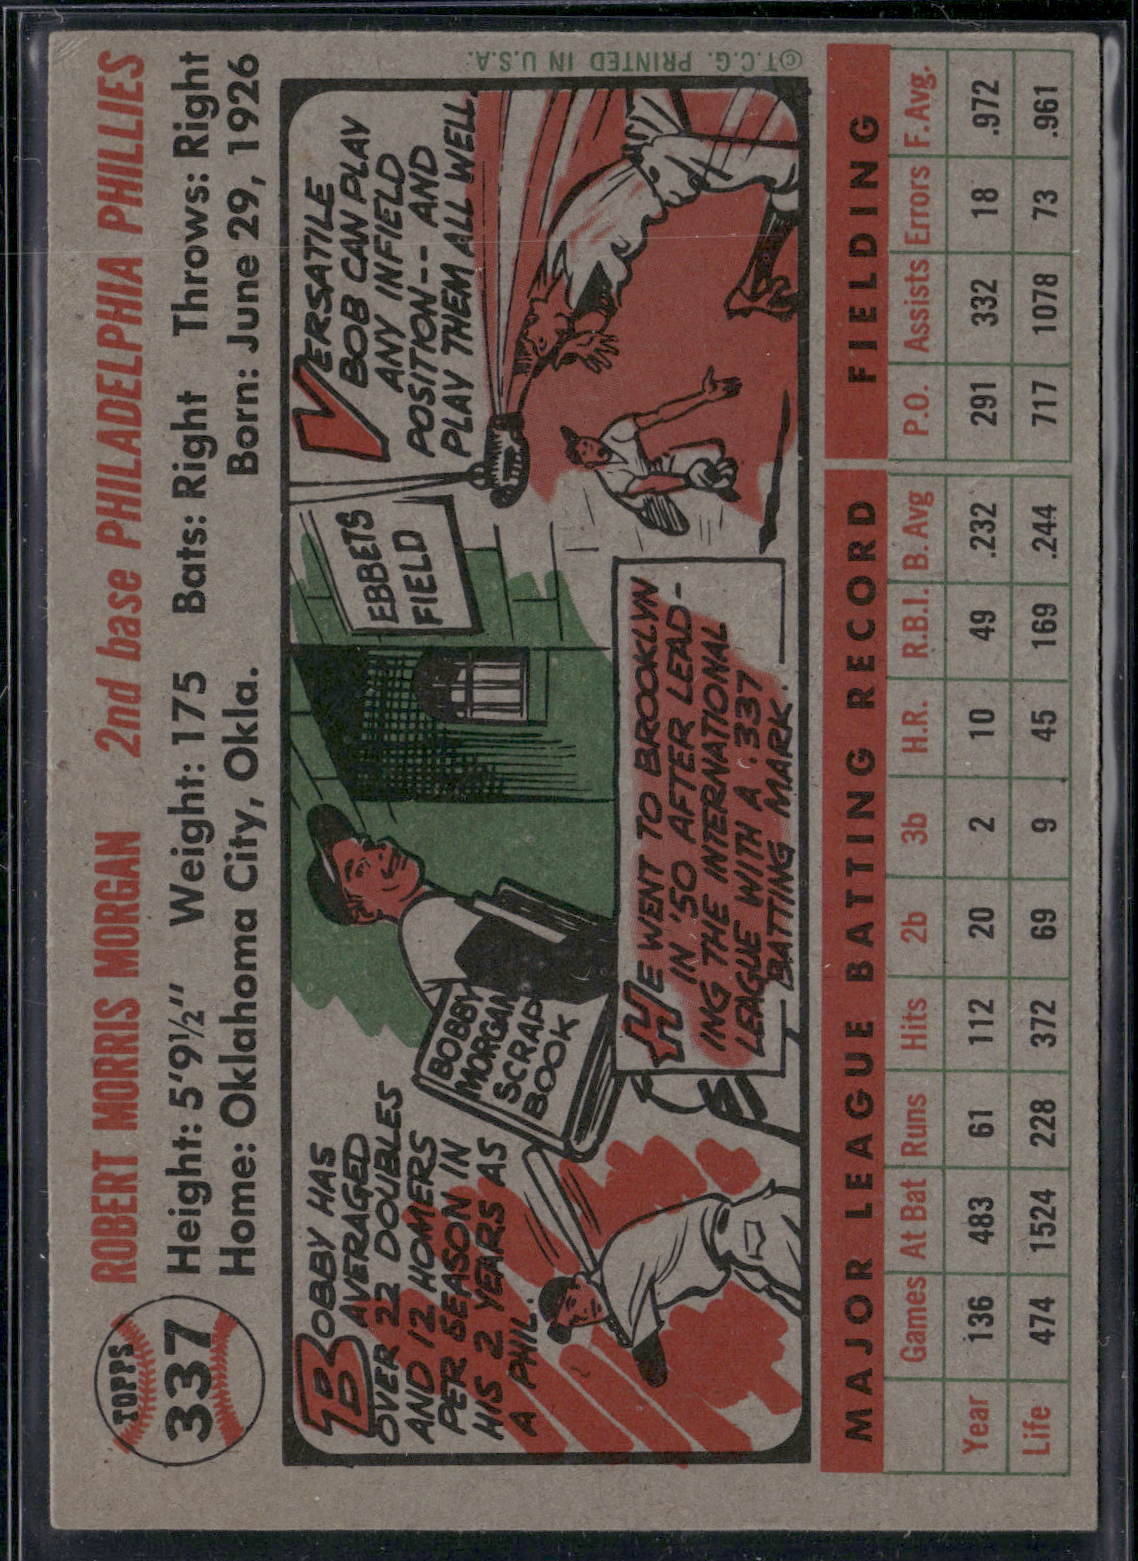 TOPPS
337
ROBERT MORRIS MORGAN 2nd base PHILADELPHIA PHILLIES
Height: 5'9½" Weight: 175 Bats: Right Throws: Right
Home: Oklahoma City, Okla. Born: June 29, 1926
BOBBY HAS
AVERAGED
OVER 22 DOUBLES
AND 12 HOMERS
PER SEASON IN
HIS 2 YEARS AS
A PHIL.
BOBBY
MORGAN
SCRAP
BOOK
EBBETS
FIELD
HE WENT TO BROOKLYN
IN '50 AFTER LEAD-
ING THE INTERNATIONAL
LEAGUE WITH A .337
BATTING MARK.
VERSATILE
BOB CAN PLAY
ANY INFIELD
POSITION-- AND
PLAY THEM ALL WELL.
©T.C.G. PRINTED IN U.S.A.
MAJOR LEAGUE BATTING RECORD FIELDING
Games At Bat Runs Hits 2b 3b H.R. R.B.I. B. Avg P.O. Assists Errors F. Avg.
Year 136 483 61 112 20 2 10 49 .232 291 332 18 .972
Life 474 1524 228 372 69 9 45 169 .244 717 1078 73 .961